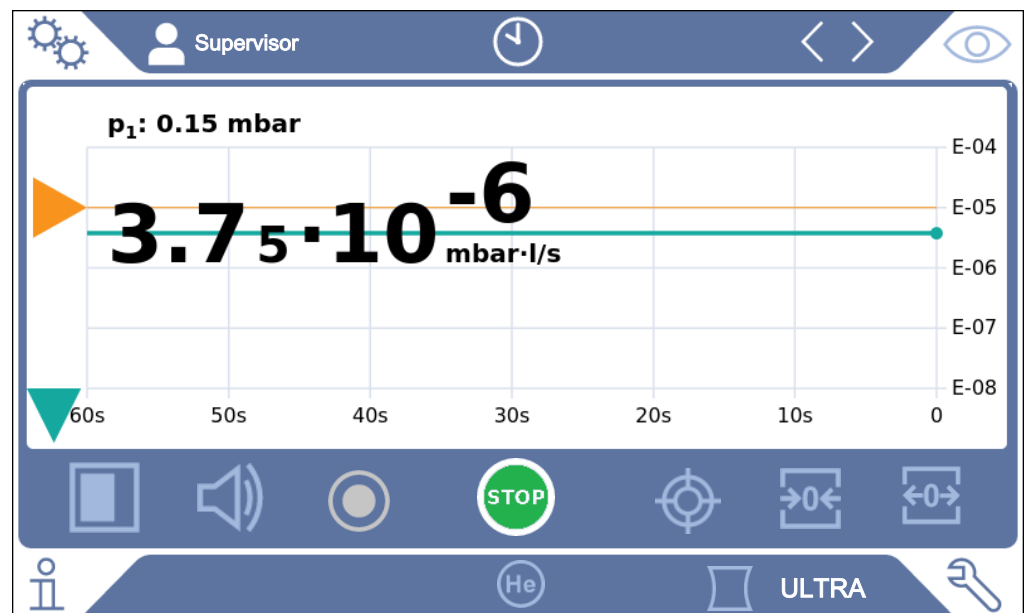 Supervisor
p₁: 0.15 mbar
3.75·10⁻⁶ mbar·l/s
E-04
E-05
E-06
E-07
E-08
60s 50s 40s 30s 20s 10s 0
STOP
→0← ←0→
He ULTRA